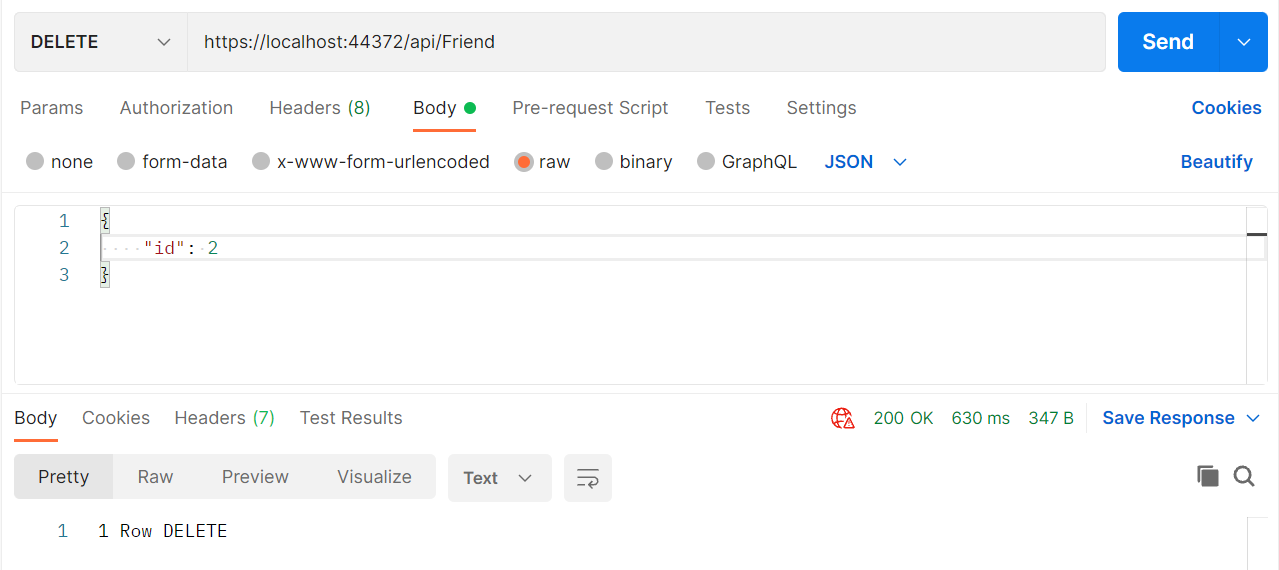 DELETE https://localhost:44372/api/Friend Send
Params Authorization Headers (8) Body Pre-request Script Tests Settings Cookies
none form-data x-www-form-urlencoded raw binary GraphQL JSON Beautify
1 {
2 "id": 2
3 }
Body Cookies Headers (7) Test Results 200 OK 630 ms 347 B Save Response
Pretty Raw Preview Visualize Text
1 1 Row DELETE